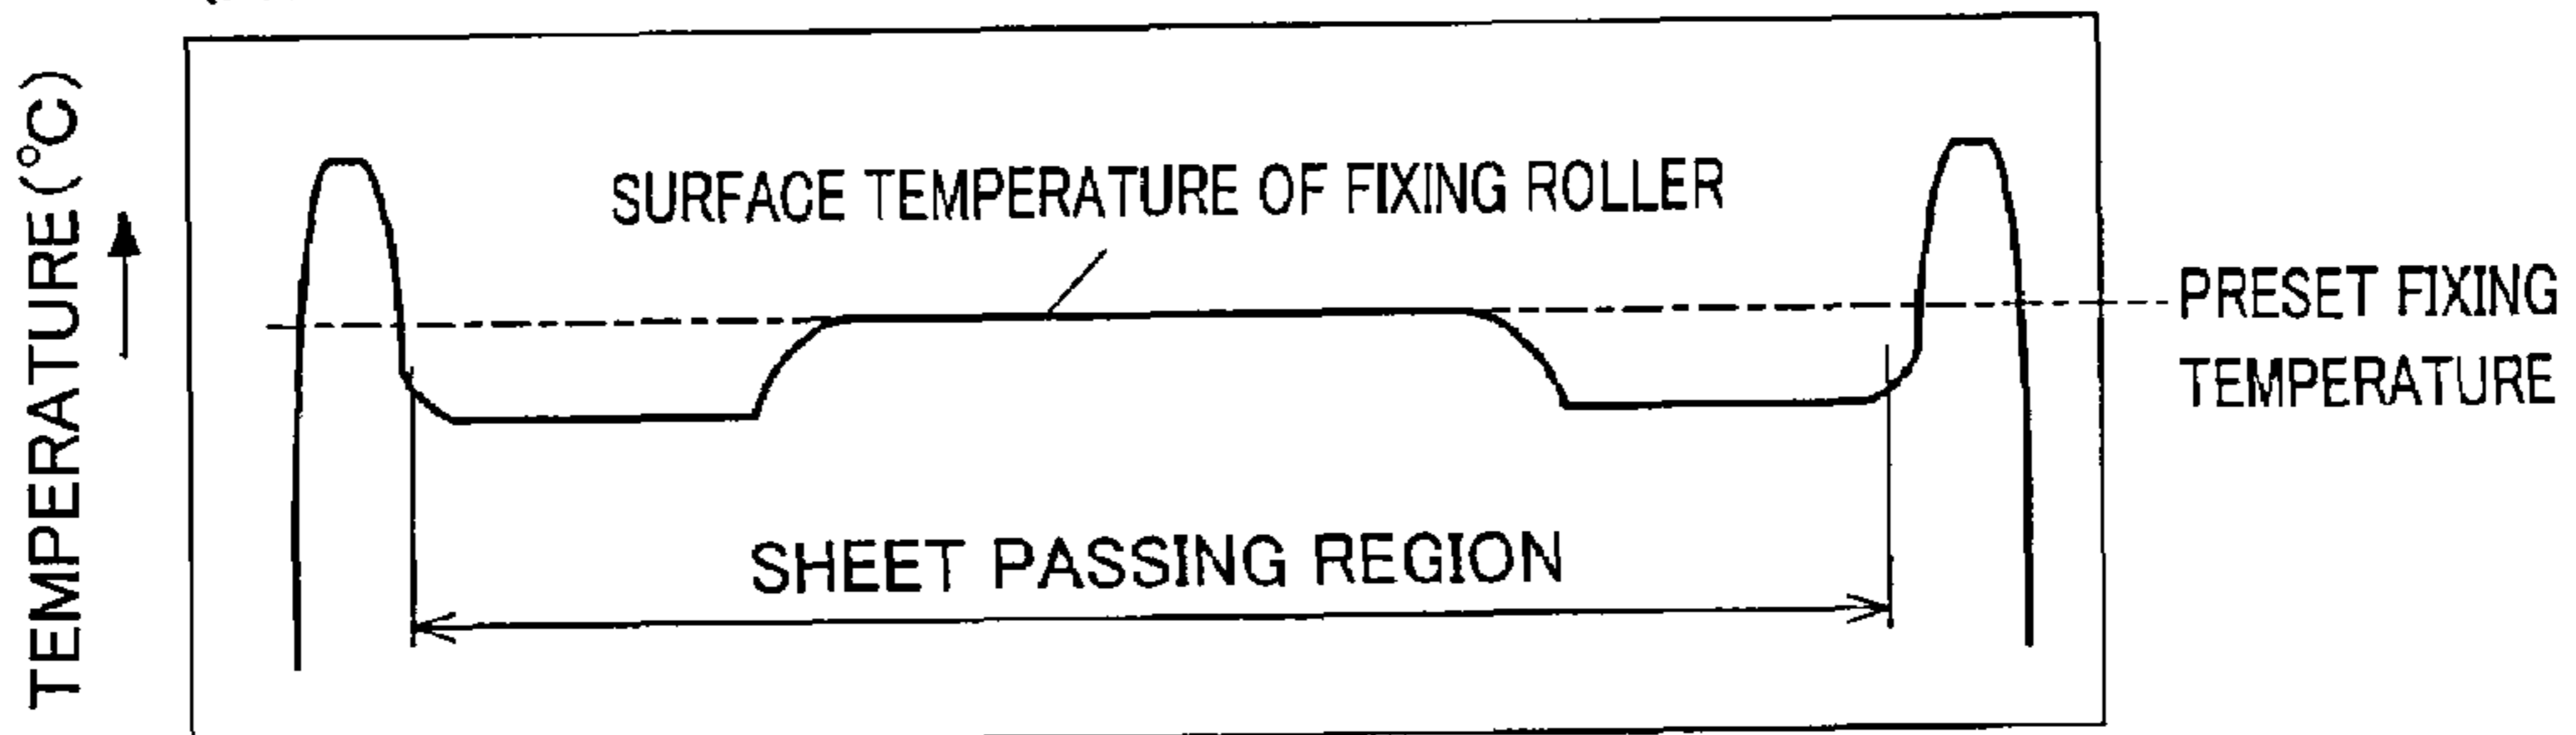 TEMPERATURE(°C)
SURFACE TEMPERATURE OF FIXING ROLLER
PRESET FIXING
TEMPERATURE
SHEET PASSING REGION